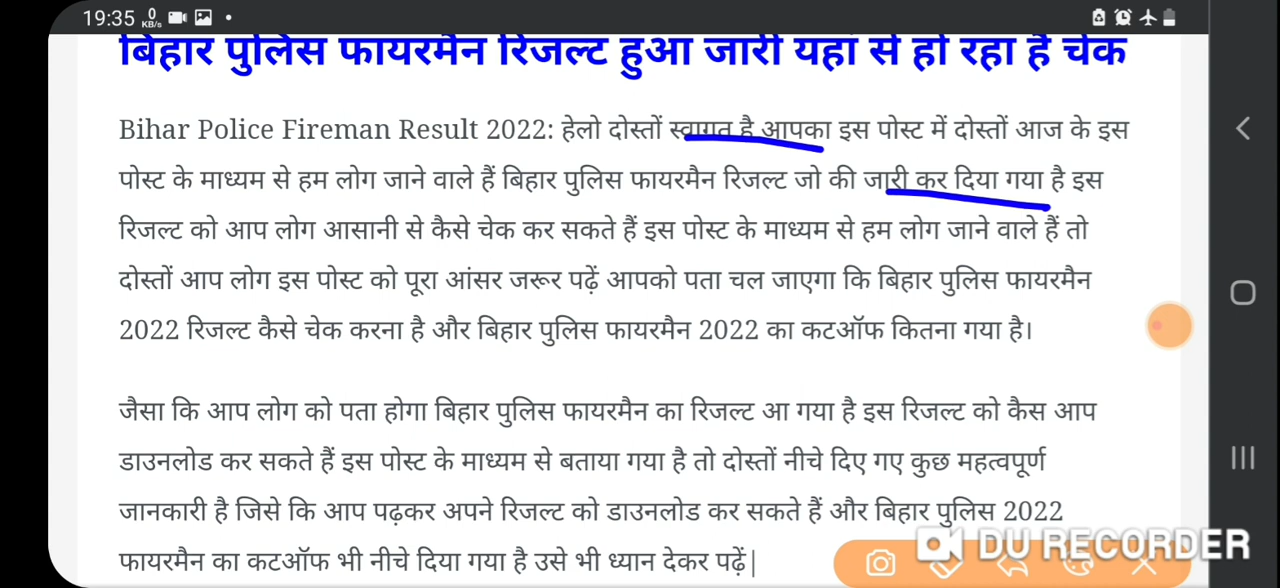 19:35 0 KB/s
बिहार पुलिस फायरमैन रिजल्ट हुआ जारी यहां से हो रहा है चेक
Bihar Police Fireman Result 2022: हेलो दोस्तों स्वागत है आपका इस पोस्ट में दोस्तों आज के इस
पोस्ट के माध्यम से हम लोग जाने वाले हैं बिहार पुलिस फायरमैन रिजल्ट जो की जारी कर दिया गया है इस
रिजल्ट को आप लोग आसानी से कैसे चेक कर सकते हैं इस पोस्ट के माध्यम से हम लोग जाने वाले हैं तो
दोस्तों आप लोग इस पोस्ट को पूरा आंसर जरूर पढ़ें आपको पता चल जाएगा कि बिहार पुलिस फायरमैन
2022 रिजल्ट कैसे चेक करना है और बिहार पुलिस फायरमैन 2022 का कटऑफ कितना गया है।
जैसा कि आप लोग को पता होगा बिहार पुलिस फायरमैन का रिजल्ट आ गया है इस रिजल्ट को कैस आप
डाउनलोड कर सकते हैं इस पोस्ट के माध्यम से बताया गया है तो दोस्तों नीचे दिए गए कुछ महत्वपूर्ण
जानकारी है जिसे कि आप पढ़कर अपने रिजल्ट को डाउनलोड कर सकते हैं और बिहार पुलिस 2022
फायरमैन का कटऑफ भी नीचे दिया गया है उसे भी ध्यान देकर पढ़ें|
DU RECORDER